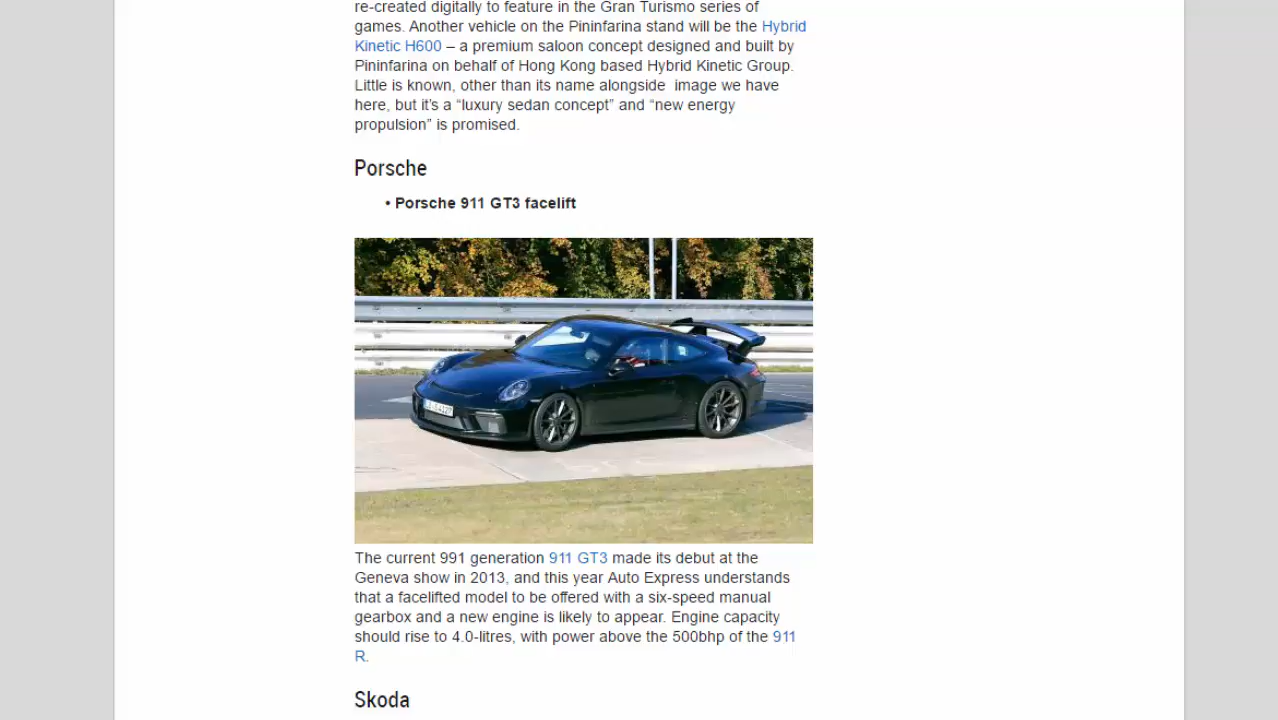 re-created digitally to feature in the Gran Turismo series of
games. Another vehicle on the Pininfarina stand will be the Hybrid
Kinetic H600 – a premium saloon concept designed and built by
Pininfarina on behalf of Hong Kong based Hybrid Kinetic Group.
Little is known, other than its name alongside  image we have
here, but it's a “luxury sedan concept” and “new energy
propulsion” is promised.
Porsche
• Porsche 911 GT3 facelift
The current 991 generation 911 GT3 made its debut at the
Geneva show in 2013, and this year Auto Express understands
that a facelifted model to be offered with a six-speed manual
gearbox and a new engine is likely to appear. Engine capacity
should rise to 4.0-litres, with power above the 500bhp of the 911
R.
Skoda